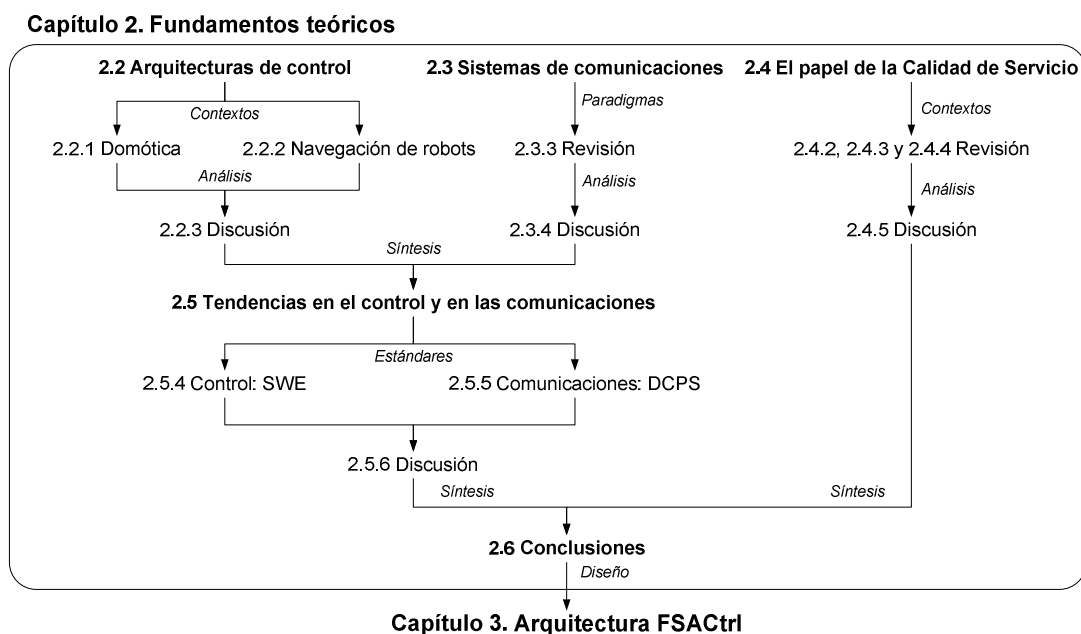 Capítulo 2. Fundamentos teóricos
2.2 Arquitecturas de control
2.3 Sistemas de comunicaciones
2.4 El papel de la Calidad de Servicio
Contextos
Paradigmas
Contextos
2.2.1 Domótica
2.2.2 Navegación de robots
2.3.3 Revisión
2.4.2, 2.4.3 y 2.4.4 Revisión
Análisis
Análisis
Análisis
2.2.3 Discusión
2.3.4 Discusión
2.4.5 Discusión
Síntesis
2.5 Tendencias en el control y en las comunicaciones
Estándares
2.5.4 Control: SWE
2.5.5 Comunicaciones: DCPS
2.5.6 Discusión
Síntesis
Síntesis
2.6 Conclusiones
Diseño
Capítulo 3. Arquitectura FSACtrl